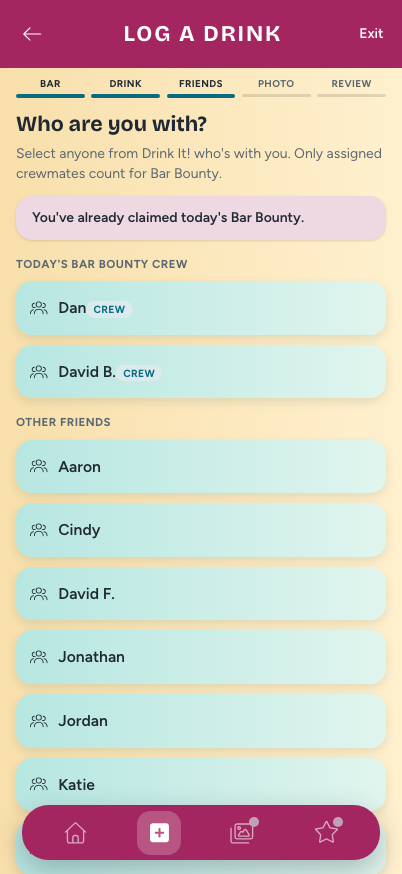 LOG A DRINK
Exit
BAR
DRINK
FRIENDS
PHOTO
REVIEW
Who are you with?
Select anyone from Drink It! who's with you. Only assigned
crewmates count for Bar Bounty.
You've already claimed today's Bar Bounty.
TODAY'S BAR BOUNTY CREW
Dan CREW
David B. CREW
OTHER FRIENDS
Aaron
Cindy
David F.
Jonathan
Jordan
Katie